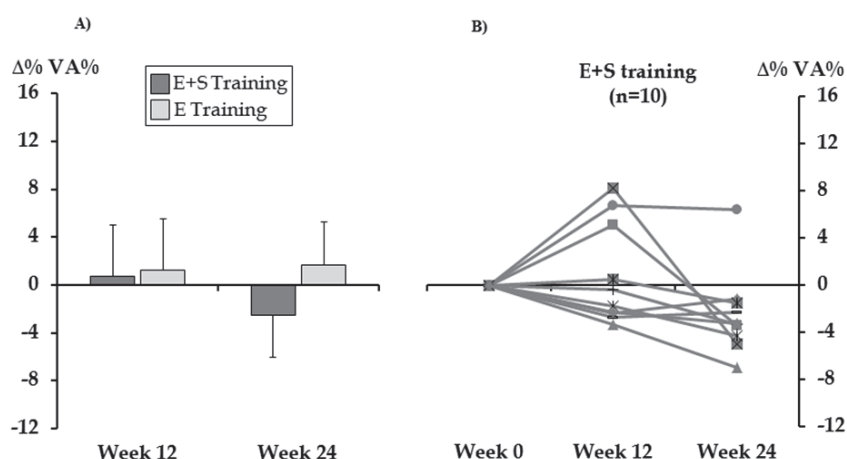 A)
Δ% VA%
16
12
8
4
0
-4
-8
-12
E+S Training
E Training
Week 12
Week 24
B)
E+S training
(n=10)
Δ% VA%
16
12
8
4
0
-4
-8
-12
Week 0
Week 12
Week 24